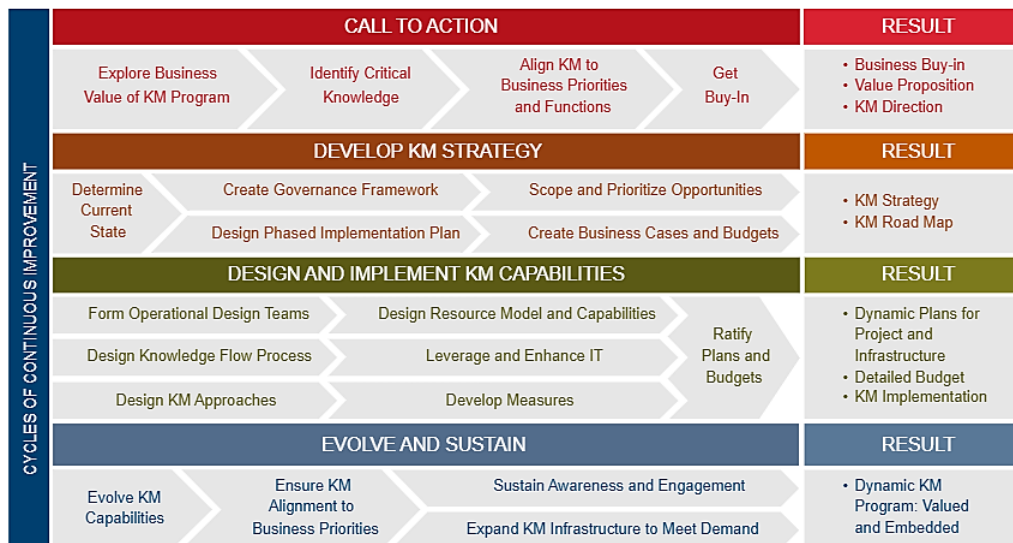 CYCLES OF CONTINUOUS IMPROVEMENT
CALL TO ACTION
RESULT
Explore Business
Value of KM Program
Identify Critical
Knowledge
Align KM to
Business Priorities
and Functions
Get
Buy-In
• Business Buy-in
• Value Proposition
• KM Direction
DEVELOP KM STRATEGY
RESULT
Determine
Current
State
Create Governance Framework
Scope and Prioritize Opportunities
Design Phased Implementation Plan
Create Business Cases and Budgets
• KM Strategy
• KM Road Map
DESIGN AND IMPLEMENT KM CAPABILITIES
RESULT
Form Operational Design Teams
Design Resource Model and Capabilities
Design Knowledge Flow Process
Leverage and Enhance IT
Design KM Approaches
Develop Measures
Ratify
Plans and
Budgets
• Dynamic Plans for
Project and
Infrastructure
• Detailed Budget
• KM Implementation
EVOLVE AND SUSTAIN
RESULT
Evolve KM
Capabilities
Ensure KM
Alignment to
Business Priorities
Sustain Awareness and Engagement
Expand KM Infrastructure to Meet Demand
• Dynamic KM
Program: Valued
and Embedded